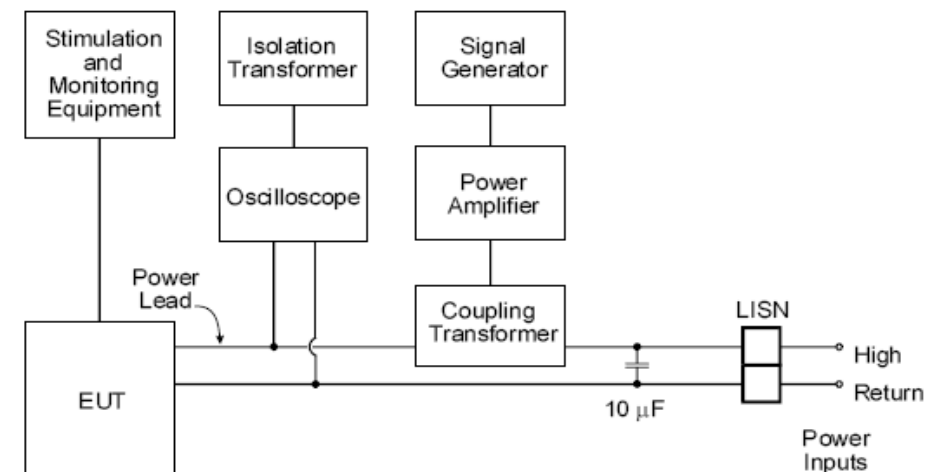 Stimulation
and
Monitoring
Equipment
Isolation
Transformer
Signal
Generator
Oscilloscope
Power
Amplifier
Power
Lead
Coupling
Transformer
LISN
High
EUT
10 µF
Return
Power
Inputs